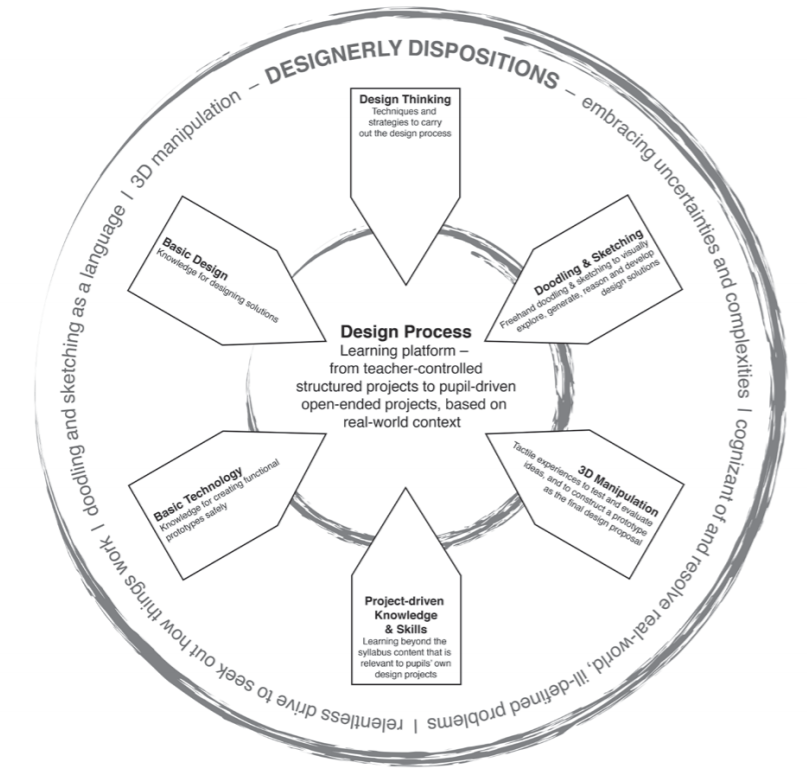 – DESIGNERLY DISPOSITIONS – embracing uncertainties and complexities | cognizant of and resolve real-world, ill-defined problems | relentless drive to seek out how things work | doodling and sketching as a language | 3D manipulation
Design Thinking
Techniques and
strategies to carry
out the design process
Doodling & Sketching
Freehand doodling & sketching to visually
explore, generate, reason and develop
design solutions
3D Manipulation
Tactile experiences to test and evaluate
ideas, and to construct a prototype
as the final design proposal
Project-driven
Knowledge
& Skills
Learning beyond the
syllabus content that is
relevant to pupils' own
design projects
Basic Technology
Knowledge for creating functional
prototypes safely
Basic Design
Knowledge for designing solutions
Design Process
Learning platform –
from teacher-controlled
structured projects to pupil-driven
open-ended projects, based on
real-world context